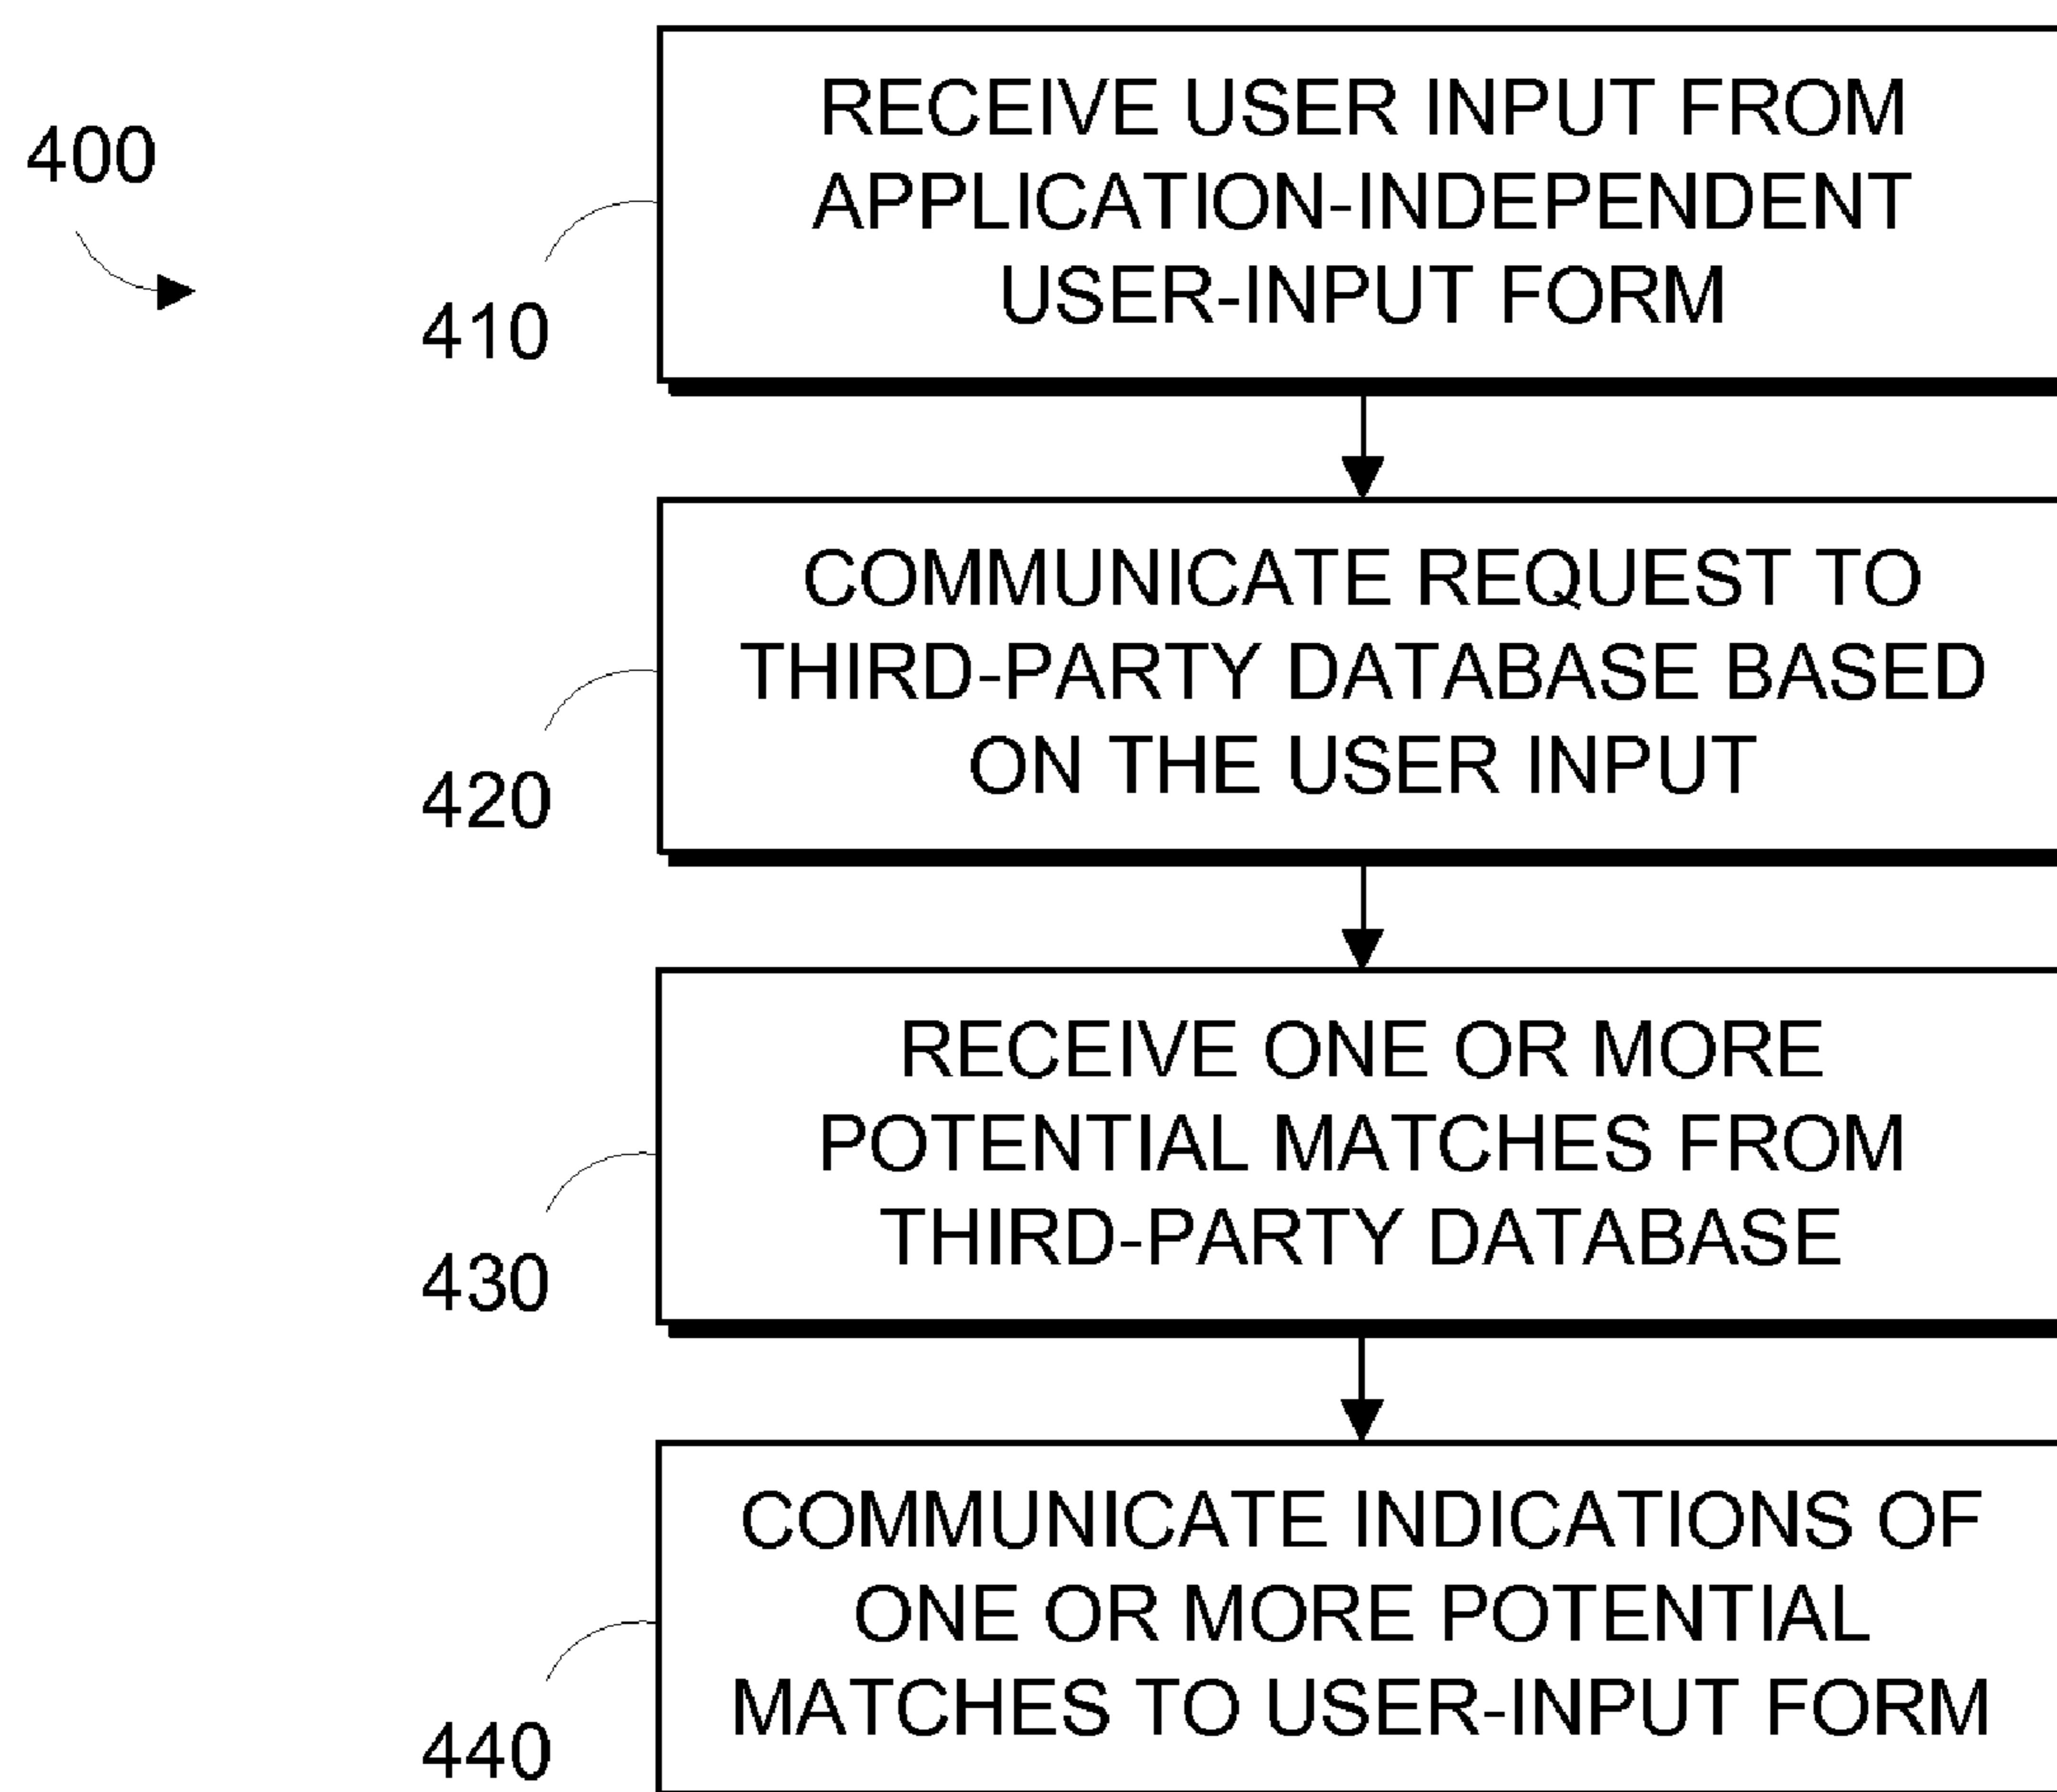 400
RECEIVE USER INPUT FROM
APPLICATION-INDEPENDENT
USER-INPUT FORM
410
COMMUNICATE REQUEST TO
THIRD-PARTY DATABASE BASED
ON THE USER INPUT
420
RECEIVE ONE OR MORE
POTENTIAL MATCHES FROM
THIRD-PARTY DATABASE
430
COMMUNICATE INDICATIONS OF
ONE OR MORE POTENTIAL
MATCHES TO USER-INPUT FORM
440